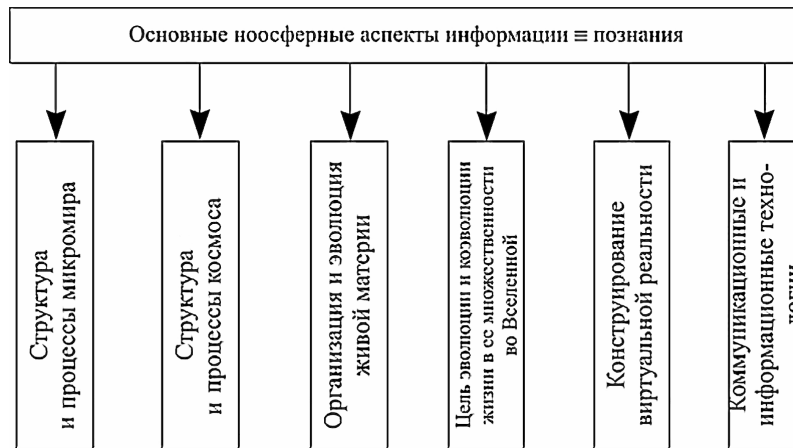 Основные ноосферные аспекты информации ≡ познания
Структура
и процессы микромира
Структура
и процессы космоса
Организация и эволюция
живой материи
Цель эволюции и коэволюции
жизни в ее множественности
во Вселенной
Конструирование
виртуальной реальности
Коммуникационные и
информационные техно-
логии